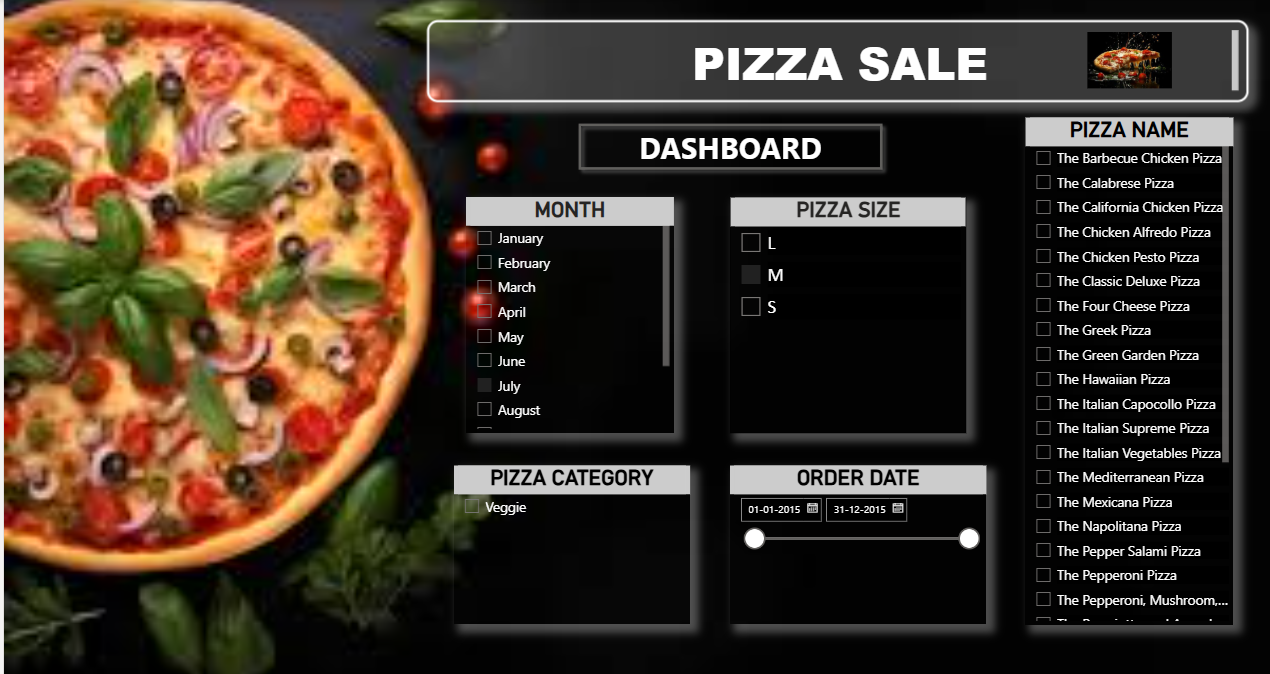 PIZZA SALE
DASHBOARD
MONTH
January
February
March
April
May
June
July
August
PIZZA SIZE
L
M
S
PIZZA CATEGORY
Veggie
ORDER DATE
01-01-2015
31-12-2015
PIZZA NAME
The Barbecue Chicken Pizza
The Calabrese Pizza
The California Chicken Pizza
The Chicken Alfredo Pizza
The Chicken Pesto Pizza
The Classic Deluxe Pizza
The Four Cheese Pizza
The Greek Pizza
The Green Garden Pizza
The Hawaiian Pizza
The Italian Capocollo Pizza
The Italian Supreme Pizza
The Italian Vegetables Pizza
The Mediterranean Pizza
The Mexicana Pizza
The Napolitana Pizza
The Pepper Salami Pizza
The Pepperoni Pizza
The Pepperoni, Mushroom,...